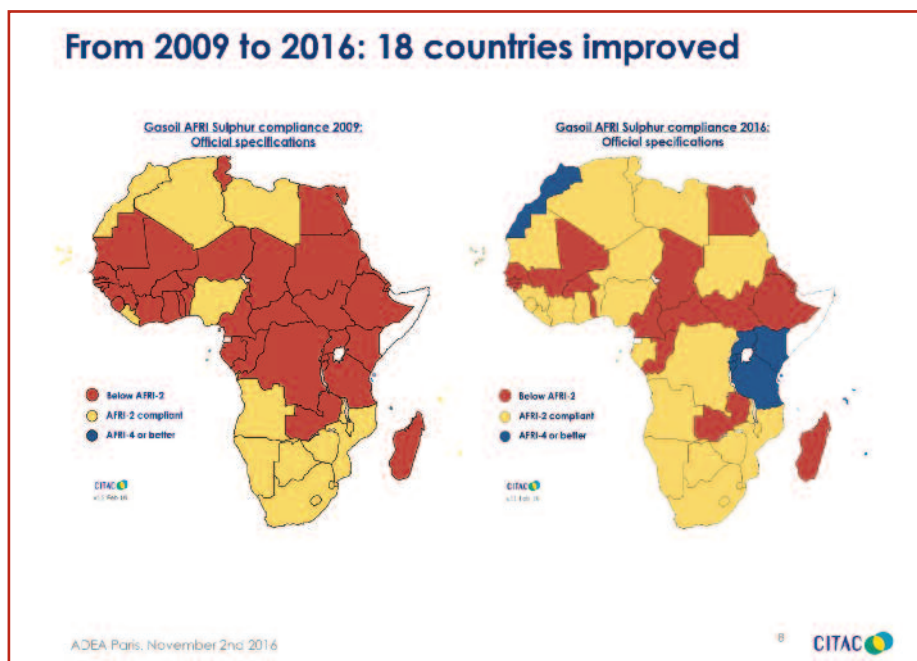 From 2009 to 2016: 18 countries improved
Gasoil AFRI Sulphur compliance 2009:
Official specifications
Gasoil AFRI Sulphur compliance 2016:
Official specifications
Below AFRI-2
AFRI-2 compliant
AFRI-4 or better
CITAC
Below AFRI-2
AFRI-2 compliant
AFRI-4 or better
CITAC
ADEA Paris, November 2nd 2016
8
CITAC